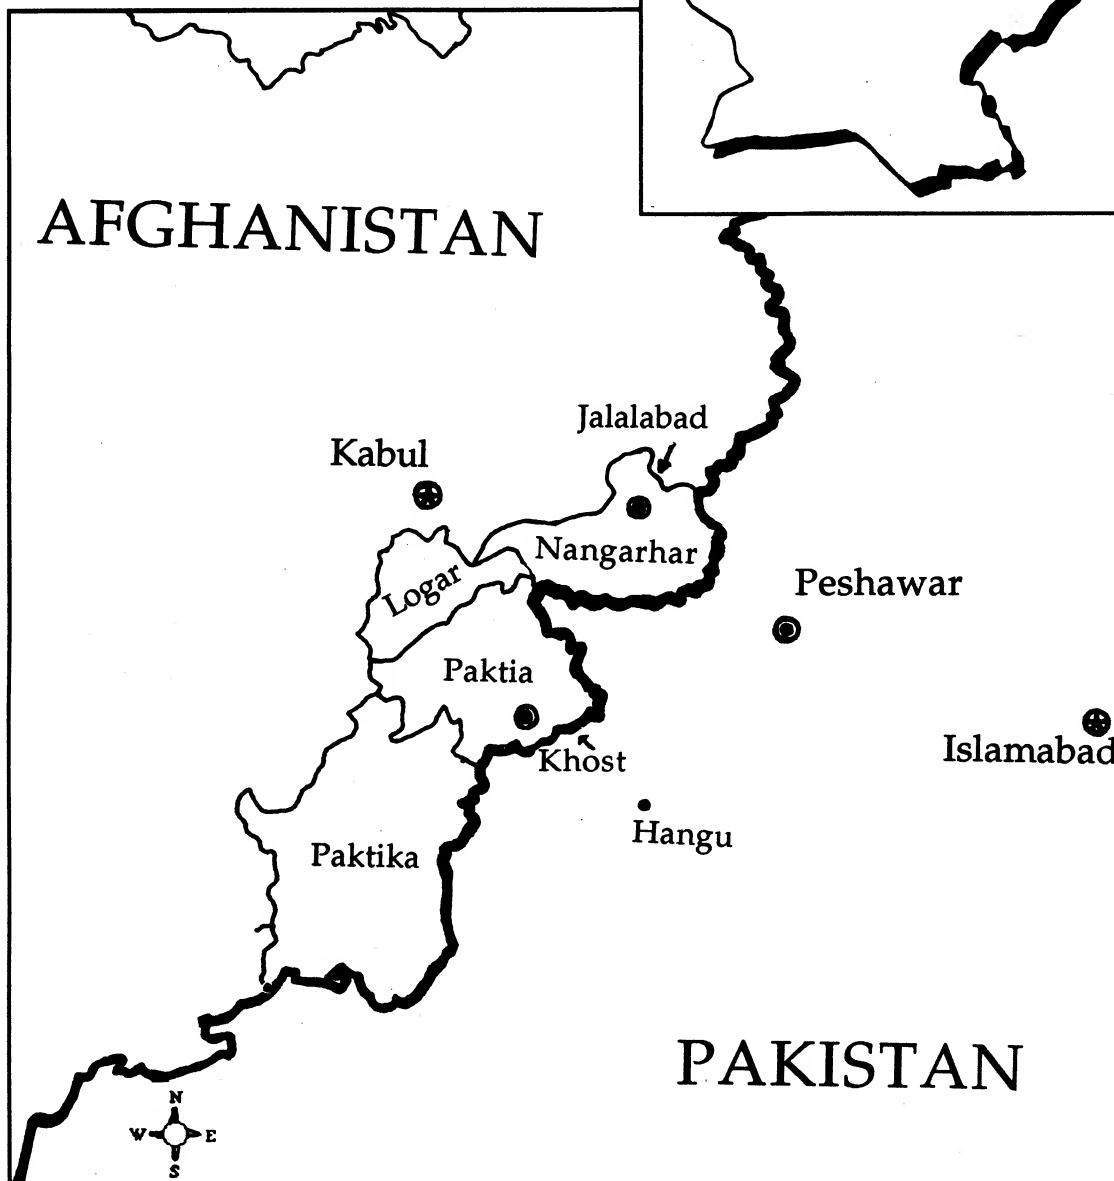 AFGHANISTAN
Jalalabad
Kabul
Nangarhar
Peshawar
Logar
Paktia
Islamabad
Khost
Hangu
Paktika
PAKISTAN
N
W E
S